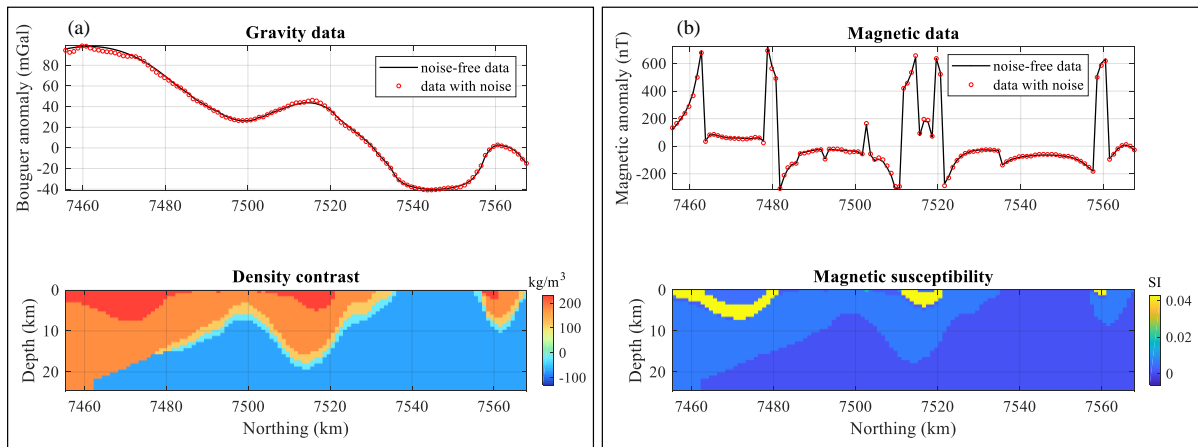 (a)
Gravity data
Bouguer anomaly (mGal)
80
60
40
20
0
-20
-40
noise-free data
data with noise
7460 7480 7500 7520 7540 7560
Density contrast
kg/m³
Depth (km)
0
10
20
200
100
0
-100
7460 7480 7500 7520 7540 7560
Northing (km)
(b)
Magnetic data
Magnetic anomaly (nT)
600
400
200
0
-200
noise-free data
data with noise
7460 7480 7500 7520 7540 7560
Magnetic susceptibility
SI
Depth (km)
0
10
20
0.04
0.02
0
7460 7480 7500 7520 7540 7560
Northing (km)